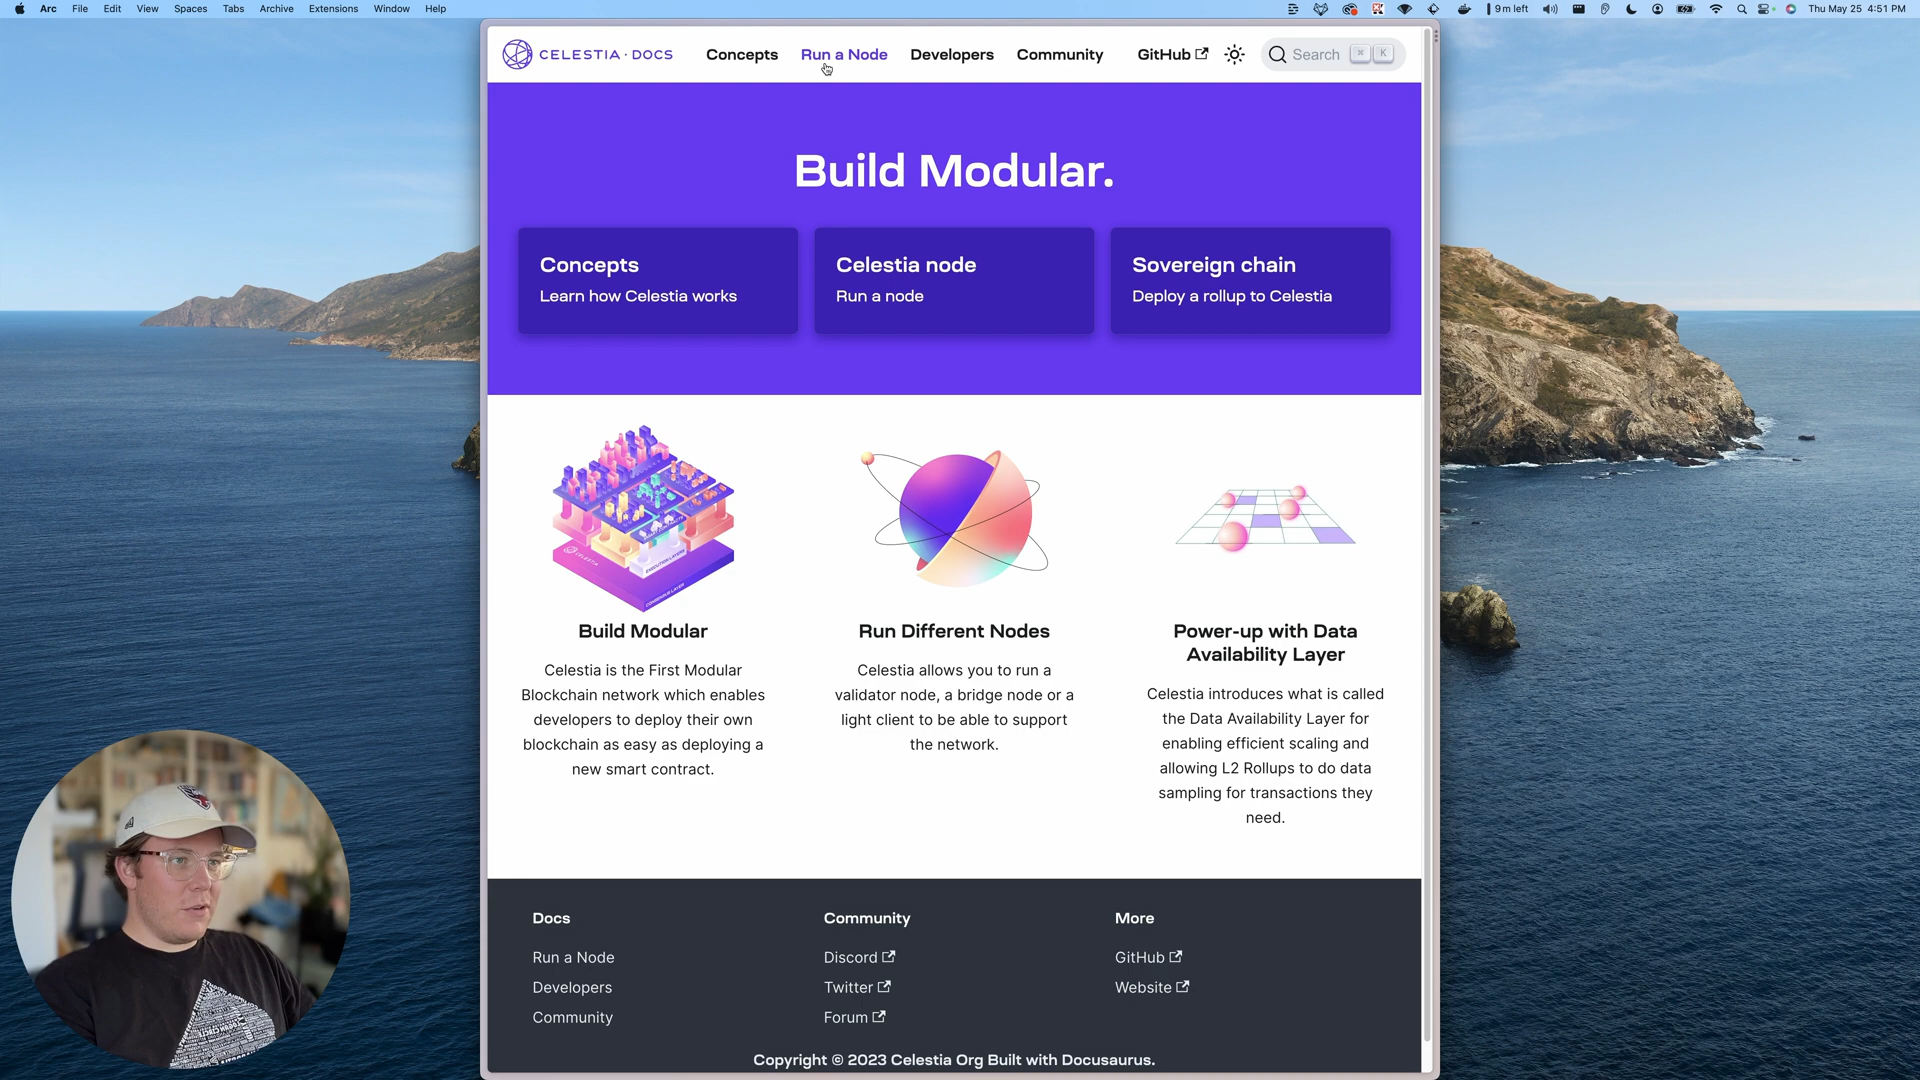 Arc File Edit View Spaces Tabs Archive Extensions Window Help
9 m left
Thu May 25 4:51 PM
CELESTIA · DOCS
Concepts Run a Node Developers Community GitHub Search ⌘ K
Build Modular.
Concepts
Learn how Celestia works
Celestia node
Run a node
Sovereign chain
Deploy a rollup to Celestia
CELESTIA
EXECUTION LAYERS
CONSENSUS LAYER
Build Modular
Celestia is the First Modular
Blockchain network which enables
developers to deploy their own
blockchain as easy as deploying a
new smart contract.
Run Different Nodes
Celestia allows you to run a
validator node, a bridge node or a
light client to be able to support
the network.
Power-up with Data
Availability Layer
Celestia introduces what is called
the Data Availability Layer for
enabling efficient scaling and
allowing L2 Rollups to do data
sampling for transactions they
need.
Docs
Run a Node
Developers
Community
Community
Discord
Twitter
Forum
More
GitHub
Website
Copyright © 2023 Celestia Org Built with Docusaurus.